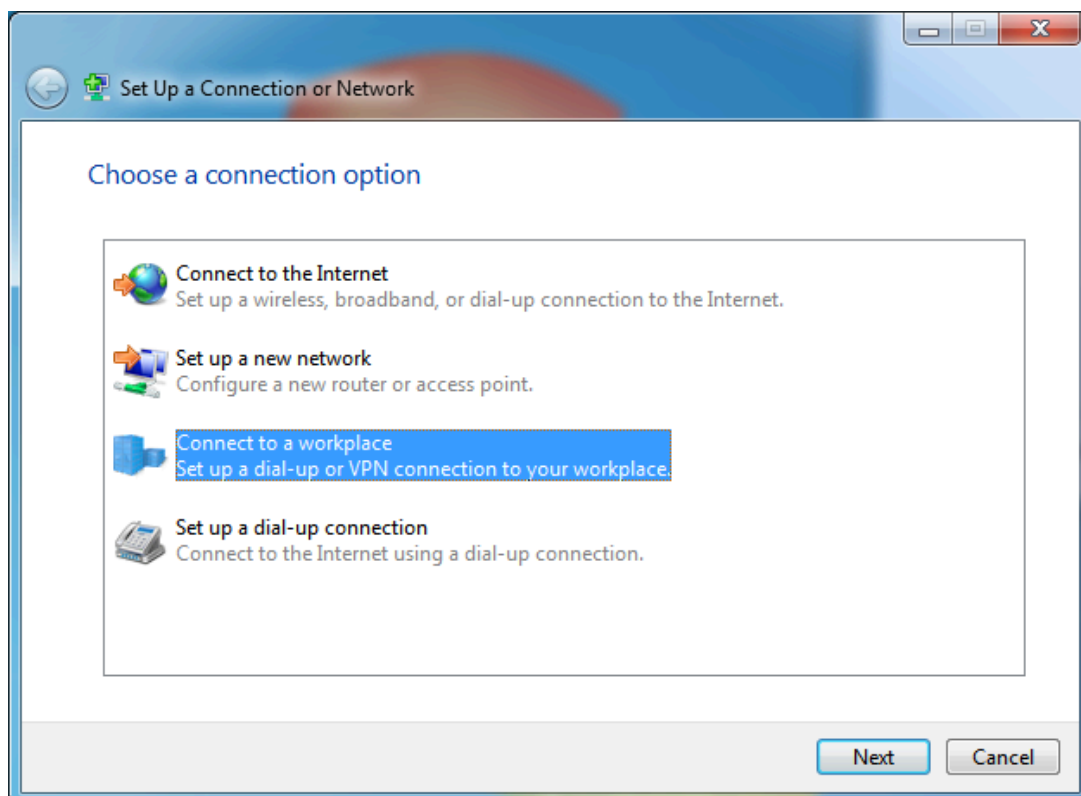 Set Up a Connection or Network
Choose a connection option
Connect to the Internet
Set up a wireless, broadband, or dial-up connection to the Internet.
Set up a new network
Configure a new router or access point.
Connect to a workplace
Set up a dial-up or VPN connection to your workplace.
Set up a dial-up connection
Connect to the Internet using a dial-up connection.
Next Cancel